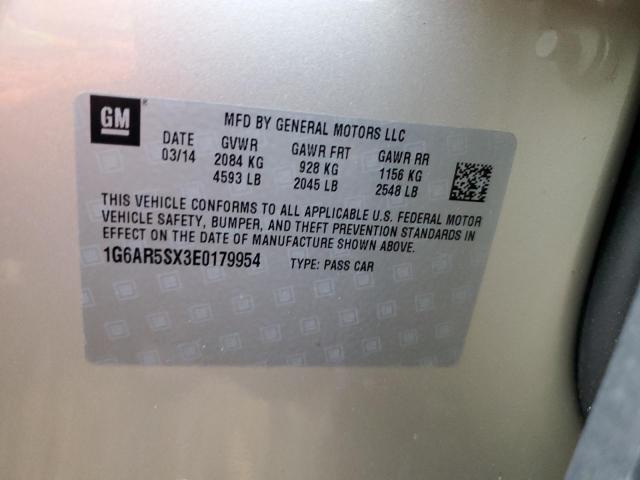 GM
MFD BY GENERAL MOTORS LLC
DATE GVWR GAWR FRT GAWR RR
03/14 2084 KG 928 KG 1156 KG
4593 LB 2045 LB 2548 LB
THIS VEHICLE CONFORMS TO ALL APPLICABLE U.S. FEDERAL MOTOR
VEHICLE SAFETY, BUMPER, AND THEFT PREVENTION STANDARDS IN
EFFECT ON THE DATE OF MANUFACTURE SHOWN ABOVE.
1G6AR5SX3E0179954 TYPE: PASS CAR